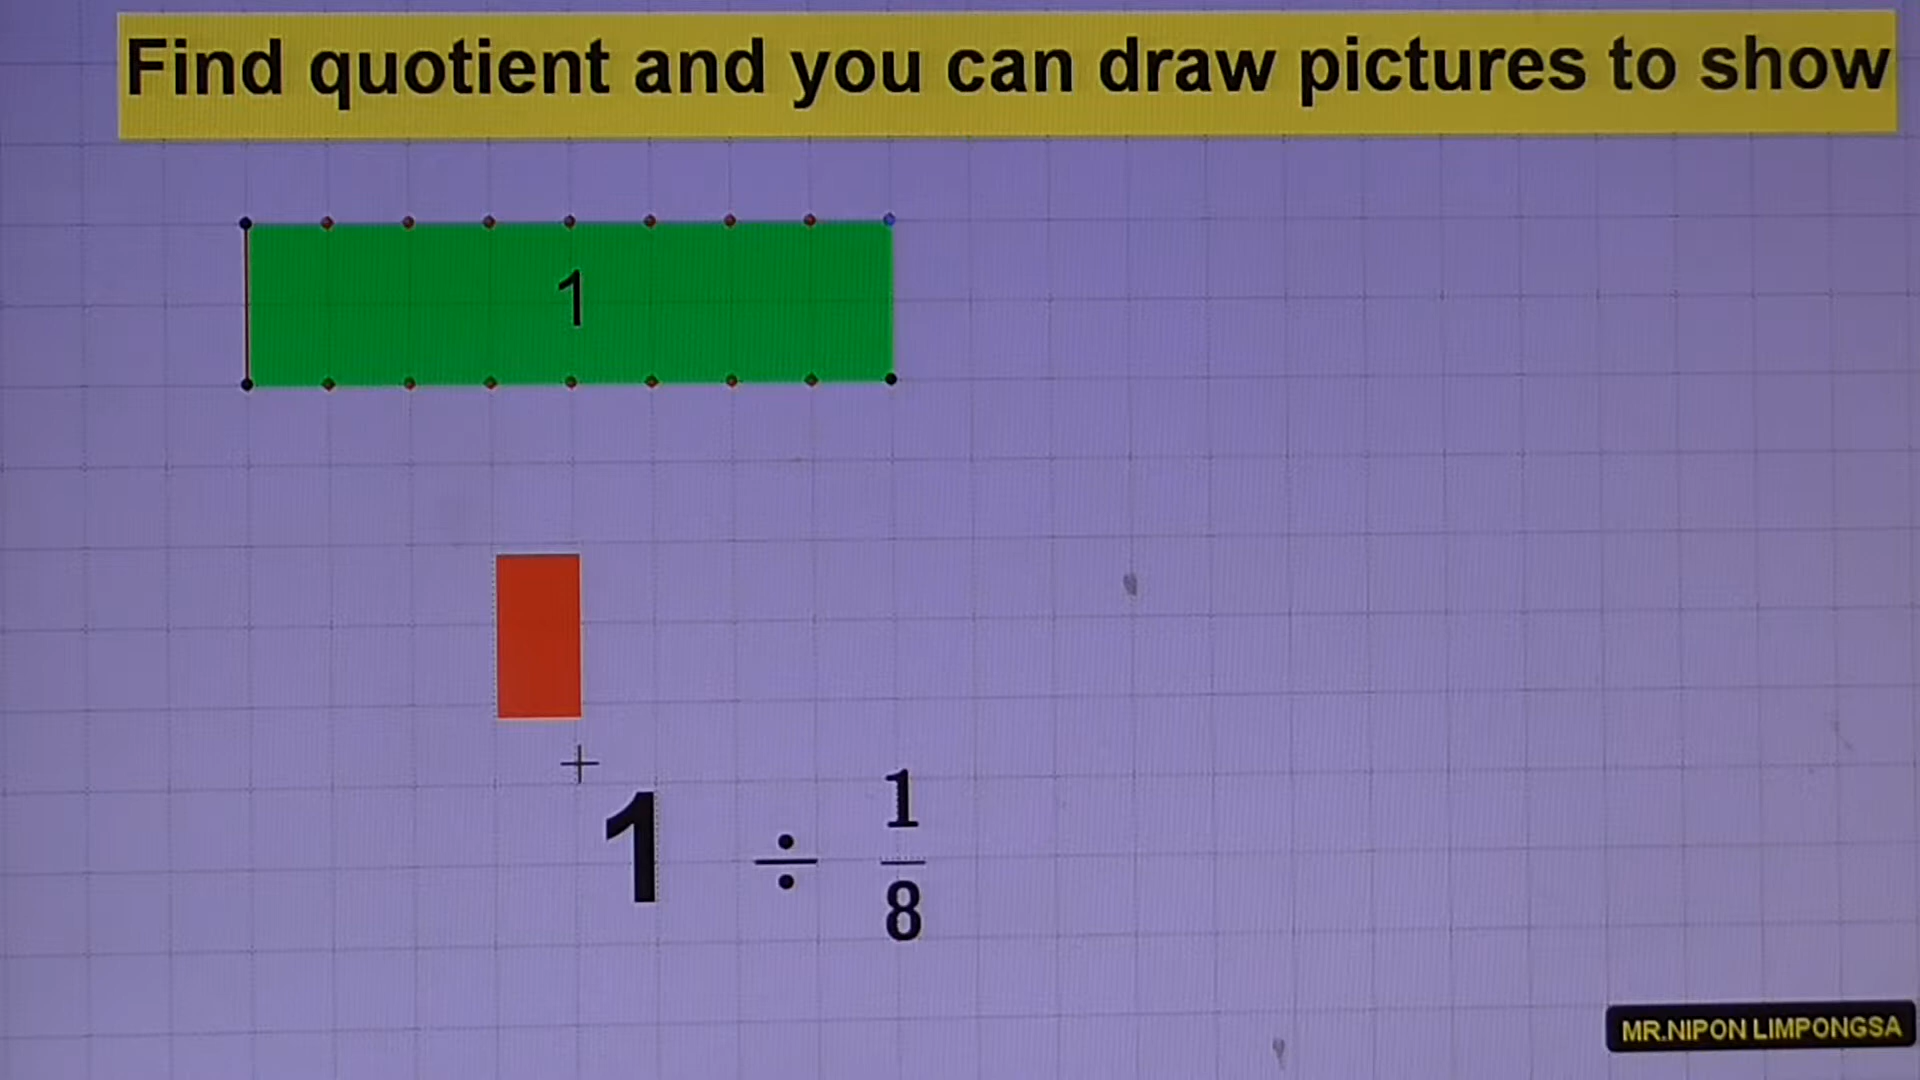 Find quotient and you can draw pictures to show
1
1 ÷ 1/8
MR.NIPON LIMPONGSA